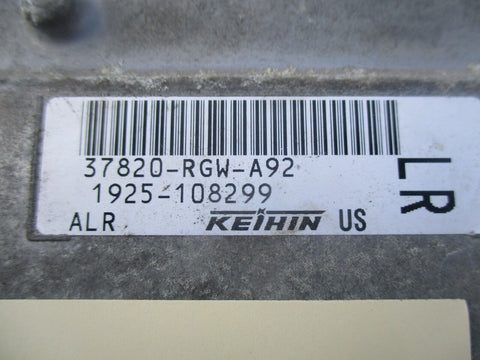 37820-RGW-A92
1925-108299
ALR KEIHIN US
LR